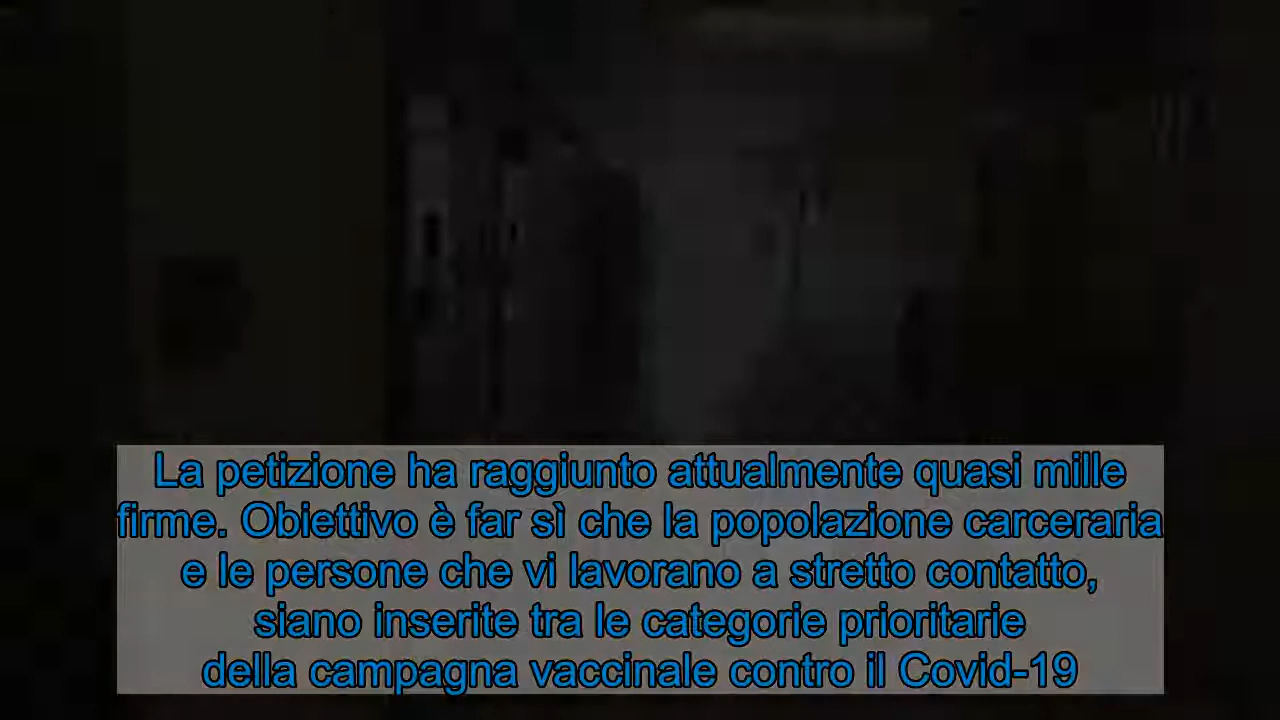 La petizione ha raggiunto attualmente quasi mille
firme. Obiettivo è far sì che la popolazione carceraria
e le persone che vi lavorano a stretto contatto,
siano inserite tra le categorie prioritarie
della campagna vaccinale contro il Covid-19